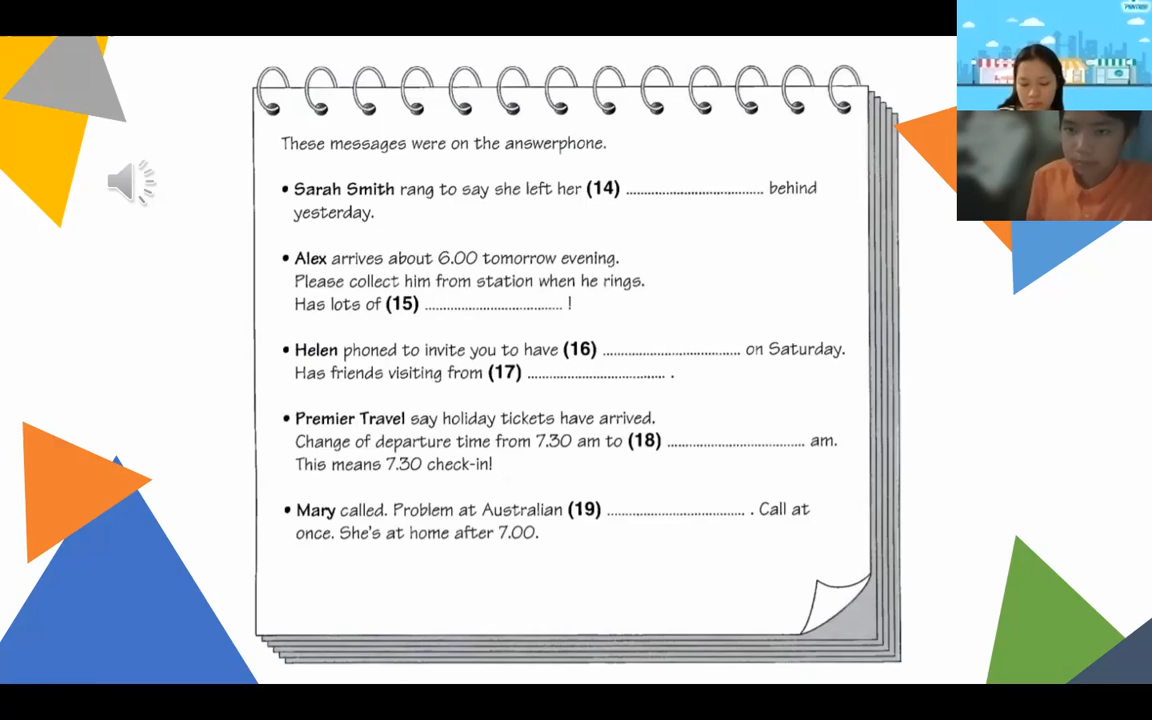 These messages were on the answerphone.
• Sarah Smith rang to say she left her (14) ........................................ behind
yesterday.
• Alex arrives about 6.00 tomorrow evening.
Please collect him from station when he rings.
Has lots of (15) ........................................ !
• Helen phoned to invite you to have (16) ........................................ on Saturday.
Has friends visiting from (17) ........................................ .
• Premier Travel say holiday tickets have arrived.
Change of departure time from 7.30 am to (18) ........................................ am.
This means 7.30 check-in!
• Mary called. Problem at Australian (19) ........................................ . Call at
once. She's at home after 7.00.